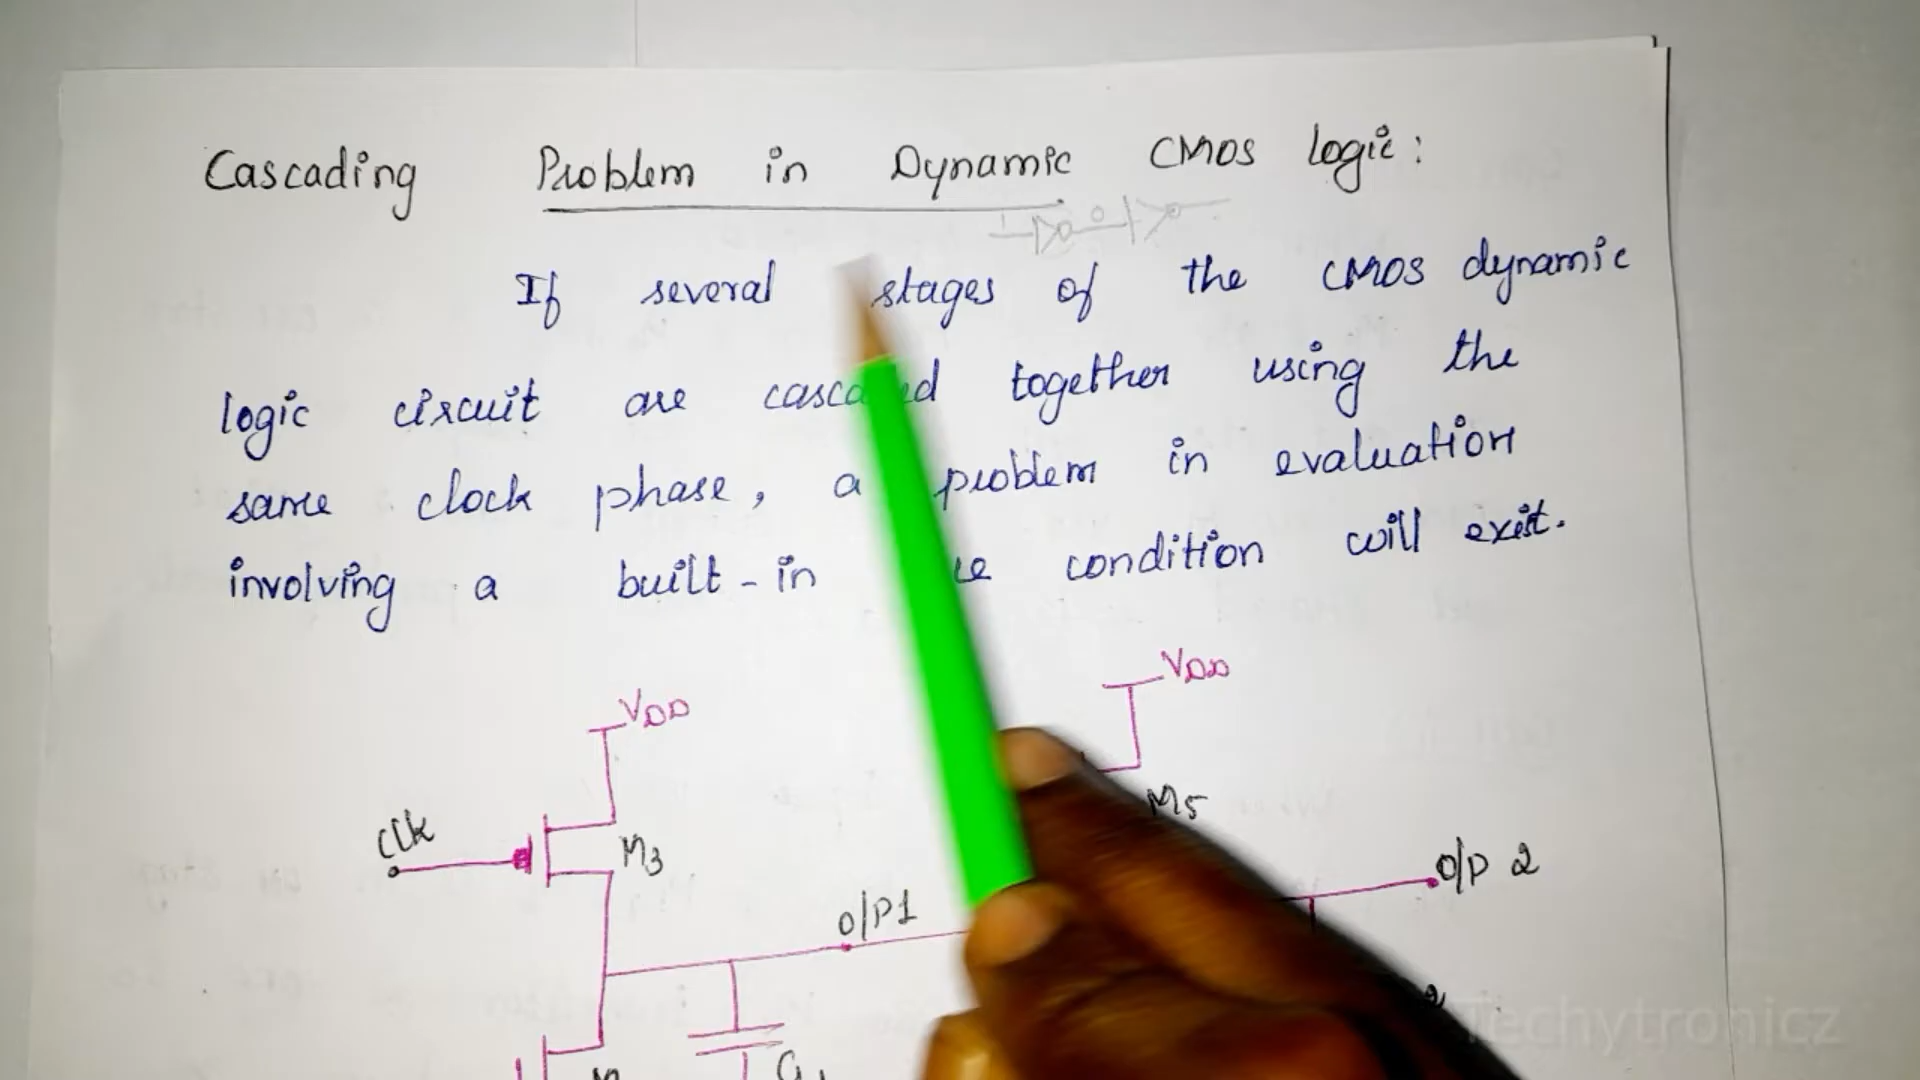 Cascading Problem in Dynamic CMOS logic:
1 0
If several stages of the CMOS dynamic
logic circuit are together using the
same clock phase, a problem in evaluation
involving a built-in condition will exist.
VDD
VDD
Clk
M3
M5
O/P1
O/P 2
Techytronicz